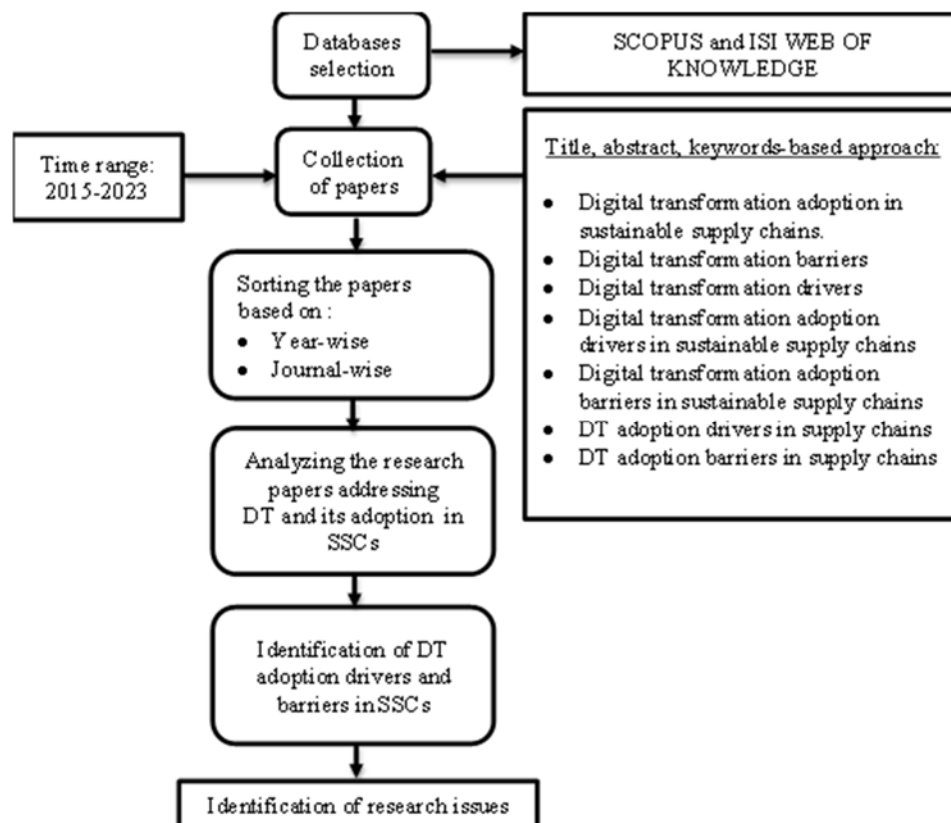 Databases
selection
SCOPUS and ISI WEB OF
KNOWLEDGE
Time range:
2015-2023
Collection
of papers
Title, abstract, keywords-based approach:
• Digital transformation adoption in
sustainable supply chains.
• Digital transformation barriers
• Digital transformation drivers
• Digital transformation adoption
drivers in sustainable supply chains
• Digital transformation adoption
barriers in sustainable supply chains
• DT adoption drivers in supply chains
• DT adoption barriers in supply chains
Sorting the papers
based on :
• Year-wise
• Journal-wise
Analyzing the research
papers addressing
DT and its adoption in
SSCs
Identification of DT
adoption drivers and
barriers in SSCs
Identification of research issues